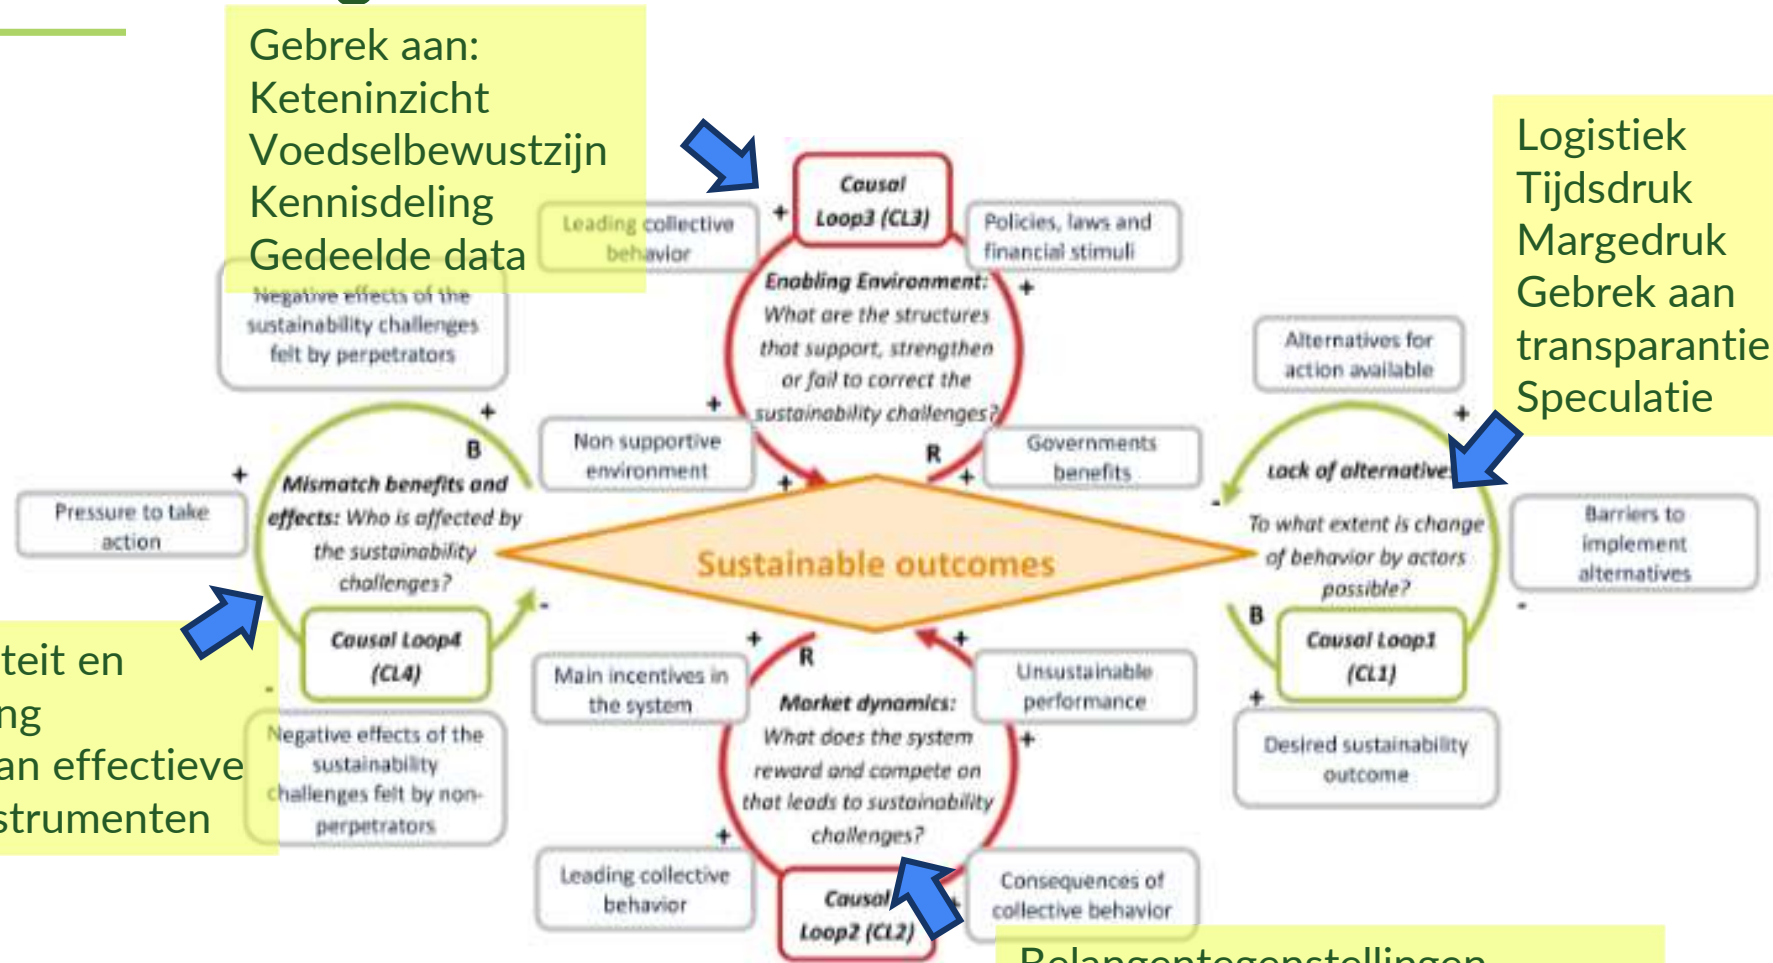 Gebrek aan:
Keteninzicht
Voedselbewustzijn
Kennisdeling
Gedeelde data
Logistiek
Tijdsdruk
Margedruk
Gebrek aan
transparantie
Speculatie
Causal
Loop3 (CL3)
Leading collective
behavior
+
Policies, laws and
financial stimuli
+
Enabling Environment:
What are the structures
that support, strengthen
or fail to correct the
sustainability challenges?
Non supportive
environment
+
+
Governments
benefits
R
+
Negative effects of the
sustainability challenges
felt by perpetrators
+
B
Pressure to take
action
+
Mismatch benefits and
effects: Who is affected by
the sustainability
challenges?
Causal Loop4
(CL4)
-
-
Negative effects of the
sustainability
challenges felt by non-
perpetrators
teit en
ng
an effectieve
strumenten
Sustainable outcomes
Alternatives for
action available
+
Lack of alternative
To what extent is change
of behavior by actors
possible?
-
Barriers to
implement
alternatives
-
B
Causal Loop1
(CL1)
+
Desired sustainability
outcome
Main incentives in
the system
+
R
+
Unsustainable
performance
+
Market dynamics:
What does the system
reward and compete on
that leads to sustainability
challenges?
Leading collective
behavior
+
Causal
Loop2 (CL2)
Consequences of
collective behavior
Belangentegenstellingen